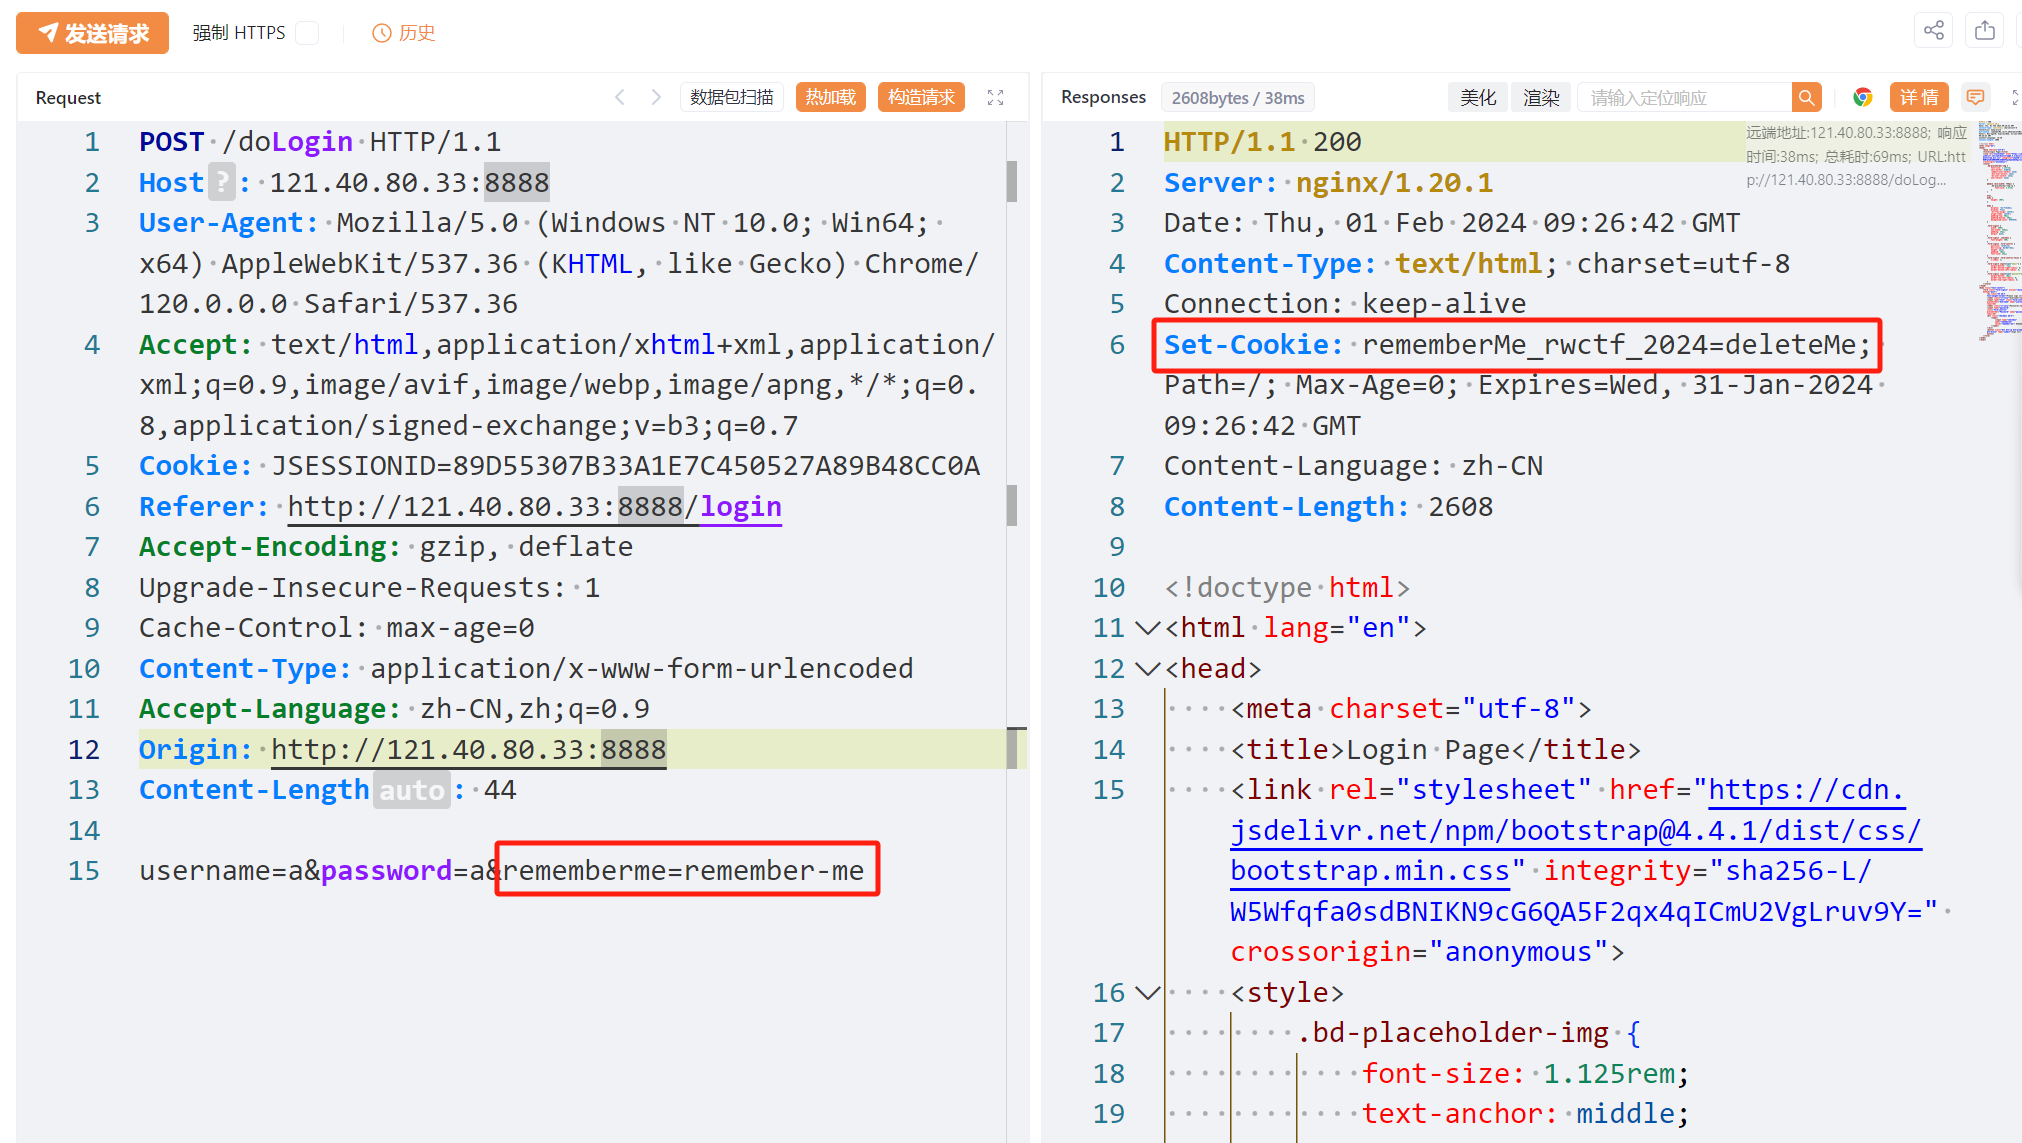 发送请求 强制 HTTPS 历史
Request 数据包扫描 热加载 构造请求
1 POST /doLogin HTTP/1.1
2 Host ? : 121.40.80.33:8888
3 User-Agent: Mozilla/5.0 (Windows NT 10.0; Win64;
x64) AppleWebKit/537.36 (KHTML, like Gecko) Chrome/
120.0.0.0 Safari/537.36
4 Accept: text/html,application/xhtml+xml,application/
xml;q=0.9,image/avif,image/webp,image/apng,*/*;q=0.
8,application/signed-exchange;v=b3;q=0.7
5 Cookie: JSESSIONID=89D55307B33A1E7C450527A89B48CC0A
6 Referer: http://121.40.80.33:8888/login
7 Accept-Encoding: gzip, deflate
8 Upgrade-Insecure-Requests: 1
9 Cache-Control: max-age=0
10 Content-Type: application/x-www-form-urlencoded
11 Accept-Language: zh-CN,zh;q=0.9
12 Origin: http://121.40.80.33:8888
13 Content-Length auto : 44
14
15 username=a&password=a&rememberme=remember-me
Responses 2608bytes / 38ms 美化 渲染 请输入定位响应 详情
远端地址:121.40.80.33:8888; 响应
时间:38ms; 总耗时:69ms; URL:htt
p://121.40.80.33:8888/doLog...
1 HTTP/1.1 200
2 Server: nginx/1.20.1
3 Date: Thu, 01 Feb 2024 09:26:42 GMT
4 Content-Type: text/html; charset=utf-8
5 Connection: keep-alive
6 Set-Cookie: rememberMe_rwctf_2024=deleteMe;
Path=/; Max-Age=0; Expires=Wed, 31-Jan-2024
09:26:42 GMT
7 Content-Language: zh-CN
8 Content-Length: 2608
9
10 <!doctype html>
11 <html lang="en">
12 <head>
13 <meta charset="utf-8">
14 <title>Login Page</title>
15 <link rel="stylesheet" href="https://cdn.
jsdelivr.net/npm/bootstrap@4.4.1/dist/css/
bootstrap.min.css" integrity="sha256-L/
W5Wfqfa0sdBNIKN9cG6QA5F2qx4qICmU2VgLruv9Y="
crossorigin="anonymous">
16 <style>
17 .bd-placeholder-img {
18 font-size: 1.125rem;
19 text-anchor: middle;